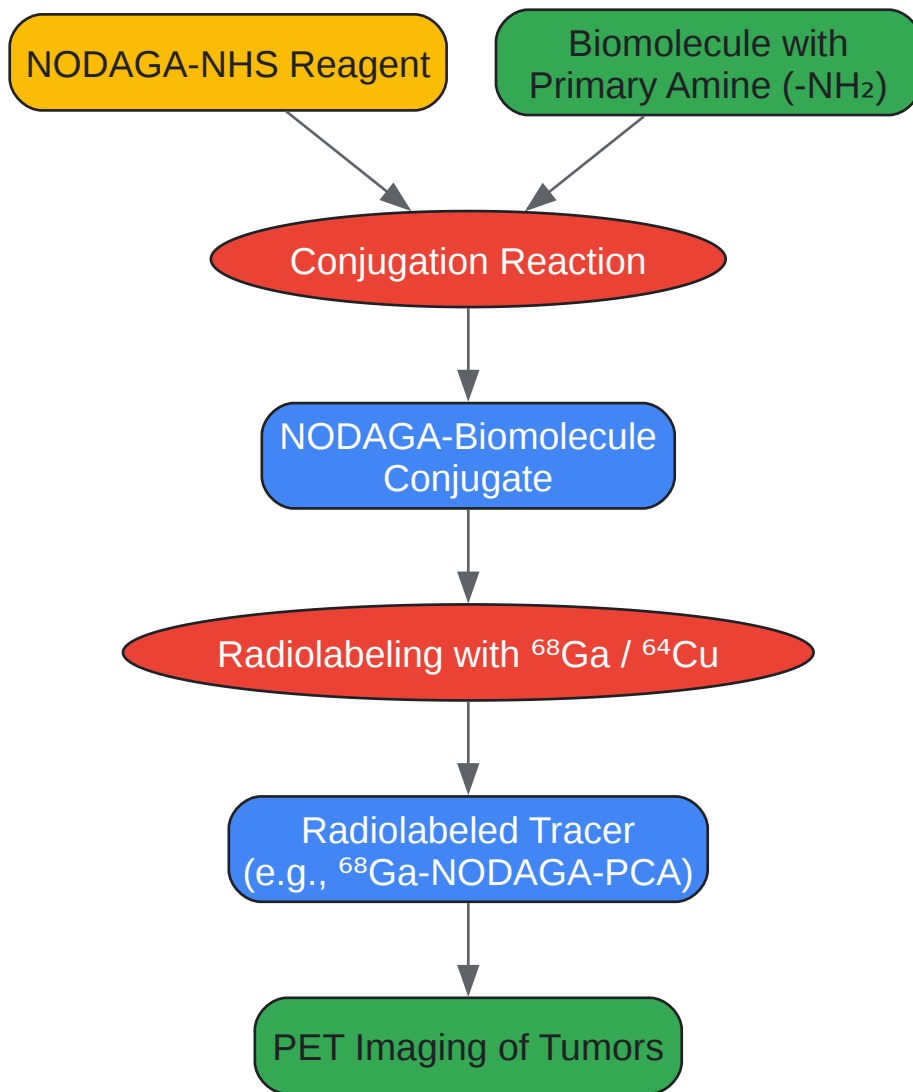 NODAGA-NHS Reagent
Biomolecule with
Primary Amine (-NH₂)
Conjugation Reaction
NODAGA-Biomolecule
Conjugate
Radiolabeling with ⁶⁸Ga / ⁶⁴Cu
Radiolabeled Tracer
(e.g., ⁶⁸Ga-NODAGA-PCA)
PET Imaging of Tumors